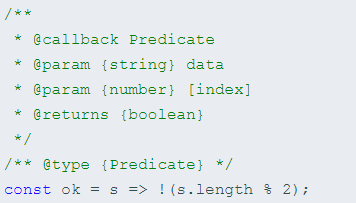 /**
 * @callback Predicate
 * @param {string} data
 * @param {number} [index]
 * @returns {boolean}
 */
/** @type {Predicate} */
const ok = s => !(s.length % 2);